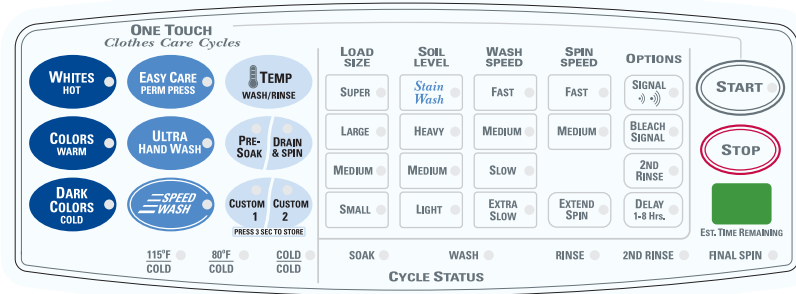 ONE TOUCH
Clothes Care Cycles
WHITES
HOT
EASY CARE
PERM PRESS
TEMP
WASH/RINSE
COLORS
WARM
ULTRA
HAND WASH
PRE-
SOAK
DRAIN
& SPIN
DARK
COLORS
COLD
SPEED
WASH
CUSTOM
1
CUSTOM
2
PRESS 3 SEC TO STORE
115°F
COLD
80°F
COLD
COLD
COLD
LOAD
SIZE
SOIL
LEVEL
WASH
SPEED
SPIN
SPEED
OPTIONS
SUPER
Stain
Wash
FAST
FAST
SIGNAL
LARGE
HEAVY
MEDIUM
MEDIUM
BLEACH
SIGNAL
MEDIUM
MEDIUM
SLOW
2ND
RINSE
SMALL
LIGHT
EXTRA
SLOW
EXTEND
SPIN
DELAY
1-8 Hrs.
START
STOP
EST. TIME REMAINING
SOAK
WASH
RINSE
2ND RINSE
FINAL SPIN
CYCLE STATUS